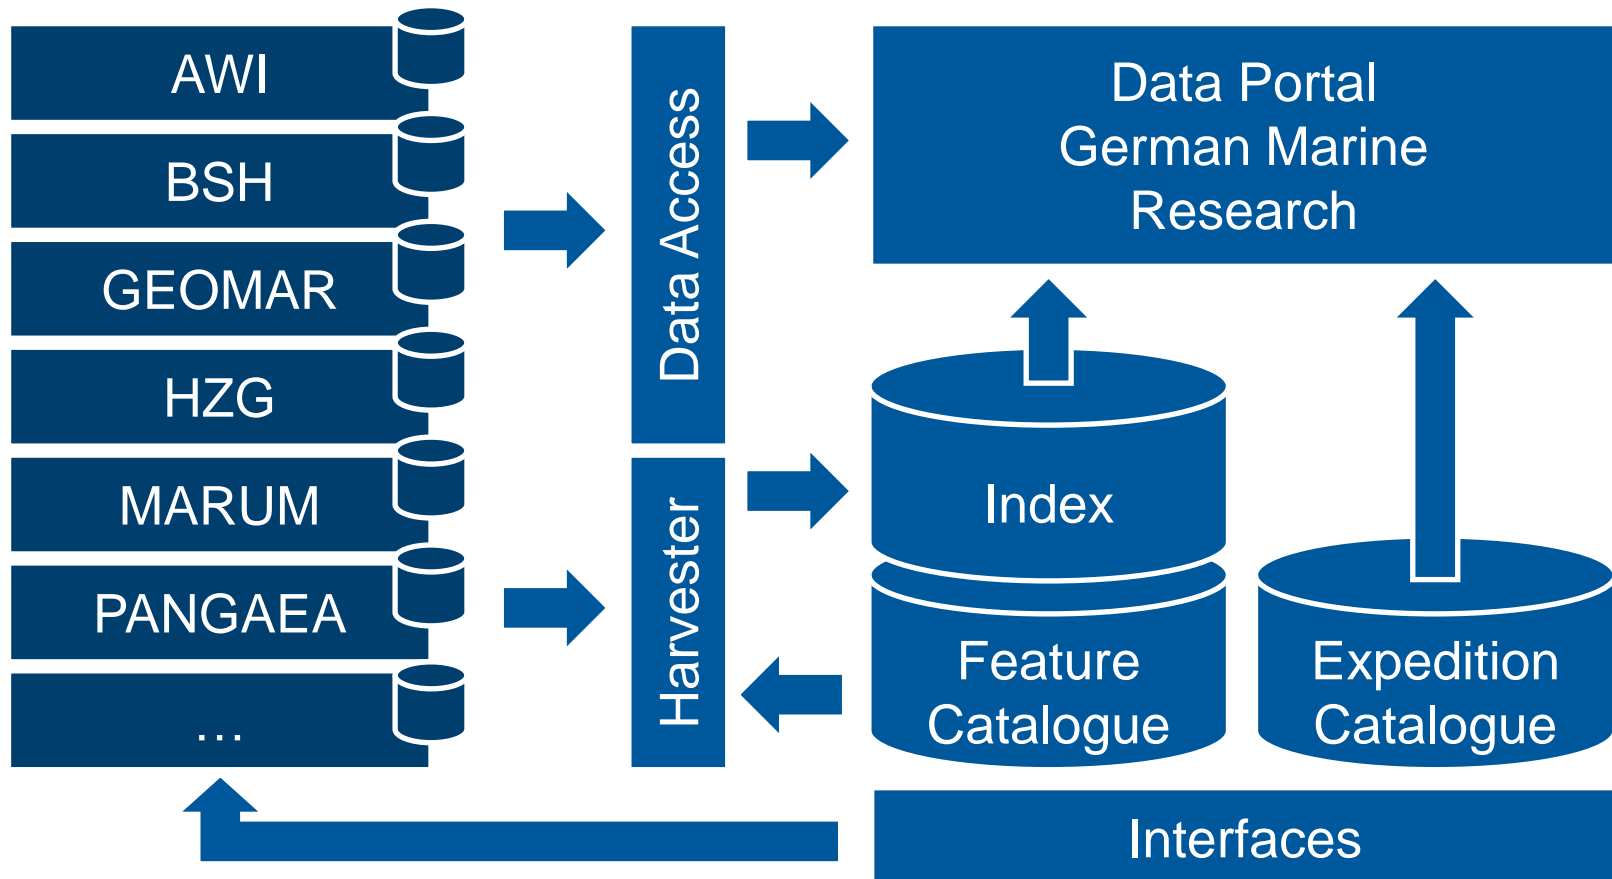 AWI
BSH
GEOMAR
HZG
MARUM
PANGAEA
...
Data Access
Harvester
Data Portal
German Marine
Research
Index
Feature
Catalogue
Expedition
Catalogue
Interfaces